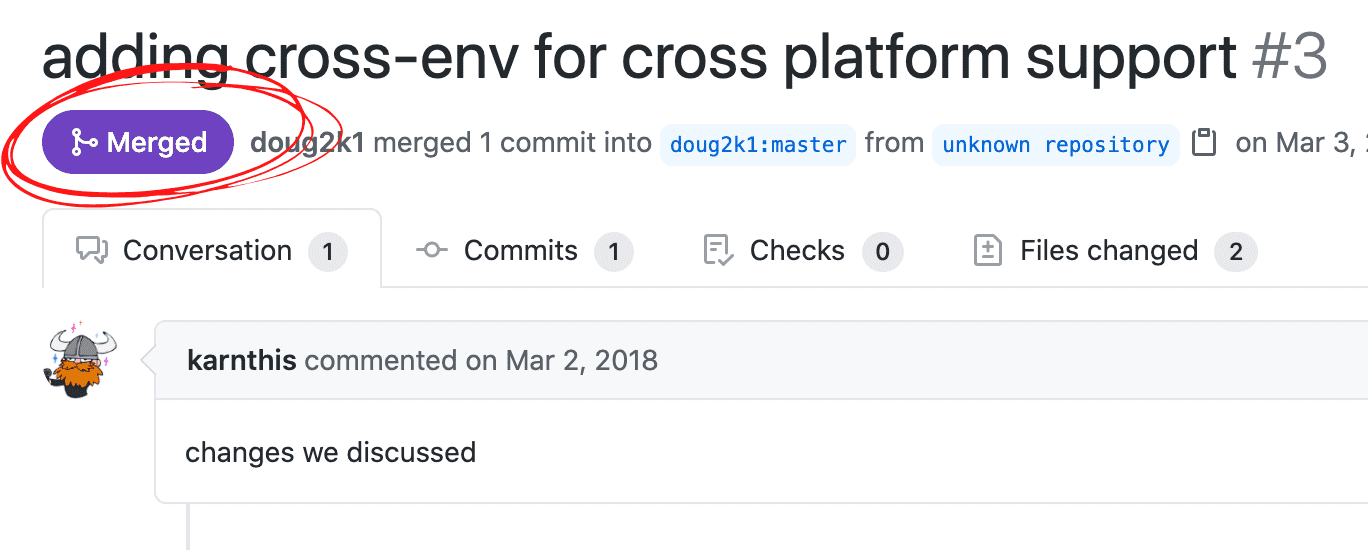 adding cross-env for cross platform support #3
Merged doug2k1 merged 1 commit into doug2k1:master from unknown repository on Mar 3,
Conversation 1 Commits 1 Checks 0 Files changed 2
karnthis commented on Mar 2, 2018
changes we discussed